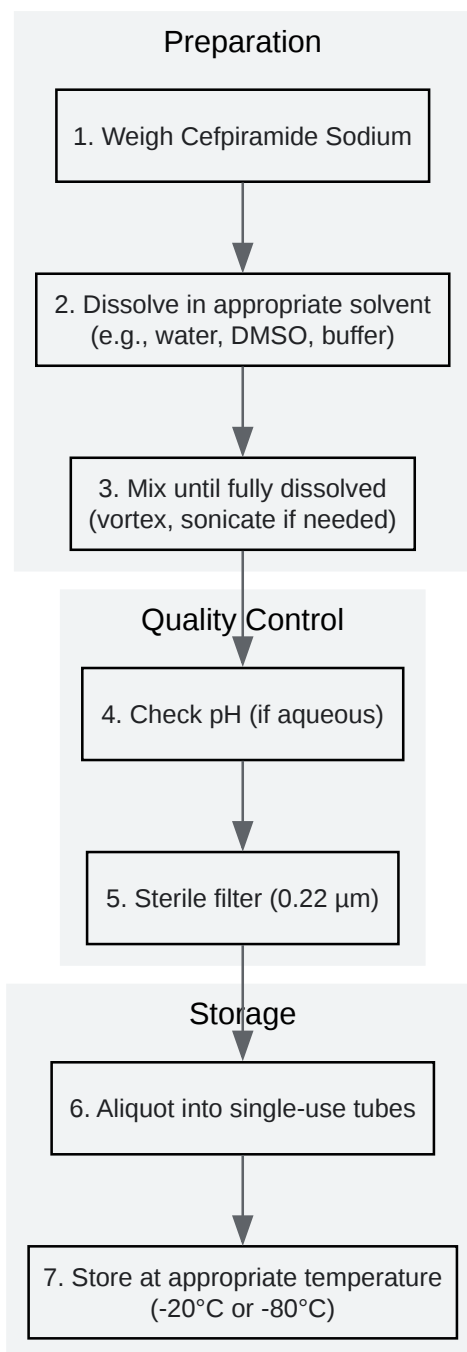 Preparation
1. Weigh Cefpiramide Sodium
2. Dissolve in appropriate solvent
(e.g., water, DMSO, buffer)
3. Mix until fully dissolved
(vortex, sonicate if needed)
Quality Control
4. Check pH (if aqueous)
5. Sterile filter (0.22 µm)
Storage
6. Aliquot into single-use tubes
7. Store at appropriate temperature
(-20°C or -80°C)